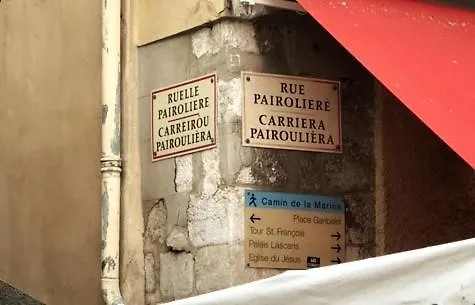 RUELLE
PAIROLIERE
CARREIROU
PAIROULIÈRA
RUE
PAIROLIERE
CARRIERA
PAIROULIÈRA
Camin de la Marina
Place Garibaldi
Tour St. François
Palais Lascaris
Eglise du Jésus